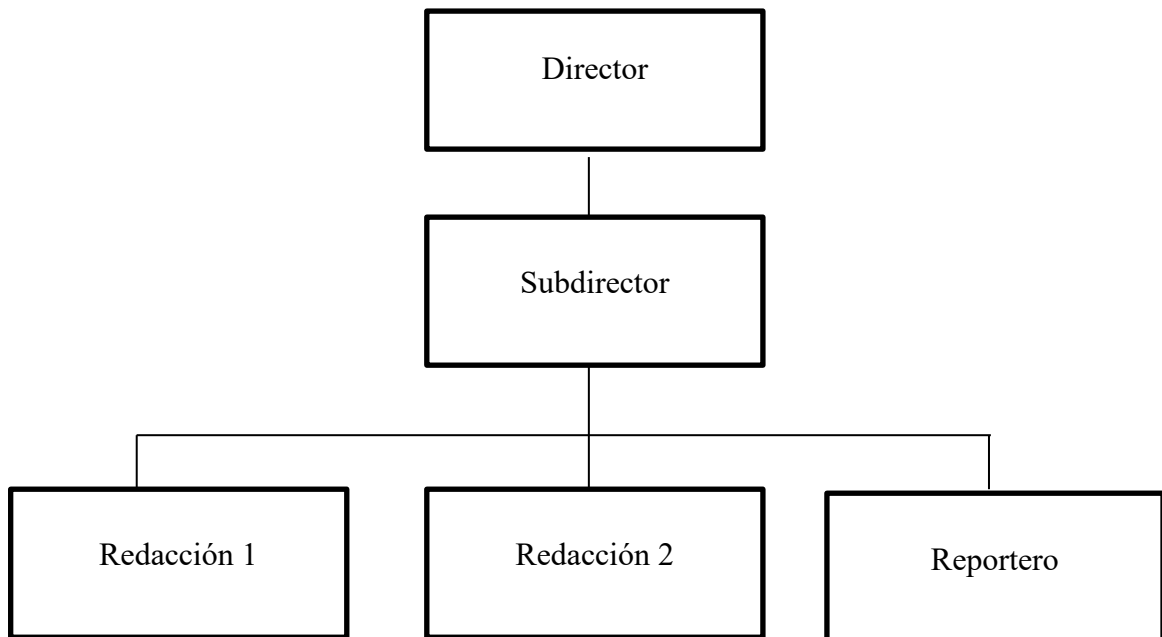 Director
Subdirector
Redacción 1
Redacción 2
Reportero